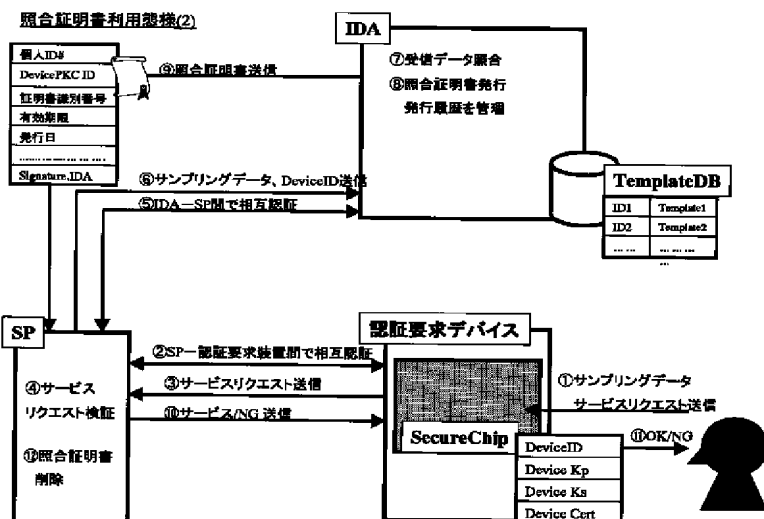 照合証明書利用態様(2)
個人ID#
DevicePKC ID
... ...
証明書識別番号
有効期限
発行日
... ... ... ... ...
Signature.IDA
⑨照合証明書送信
IDA
⑦受信データ照合
⑧照合証明書発行
発行履歴を管理
⑥サンプリングデータ、DeviceID送信
⑤IDA－SP間で相互認証
TemplateDB
ID1 Template1
ID2 Template2
... ... ... ... ...
...
SP
④サービス
リクエスト検証
⑫照合証明書
削除
②SP－認証要求装置間で相互認証
③サービスリクエスト送信
⑩サービス/NG 送信
認証要求デバイス
SecureChip
①サンプリングデータ
サービスリクエスト送信
⑪OK/NG
DeviceID
Device Kp
Device Ks
Device Cert